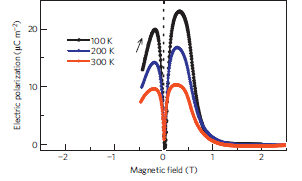 Electric polarization (μC m⁻²)
20
10
0
100 K
200 K
300 K
−2 −1 0 1 2
Magnetic field (T)